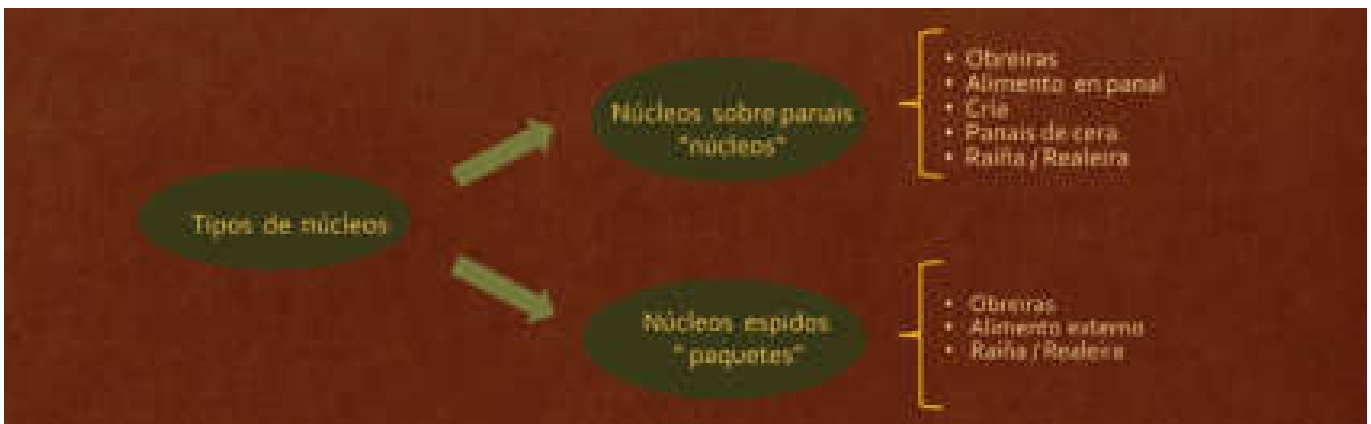 Tipos de núcleos
Núcleos sobre panais
"núcleos"
• Obreiras
• Alimento en panal
• Cría
• Panais de cera
• Raíña / Realeira
Núcleos espidos
" paquetes"
• Obreiras
• Alimento externo
• Raíña / Realeira